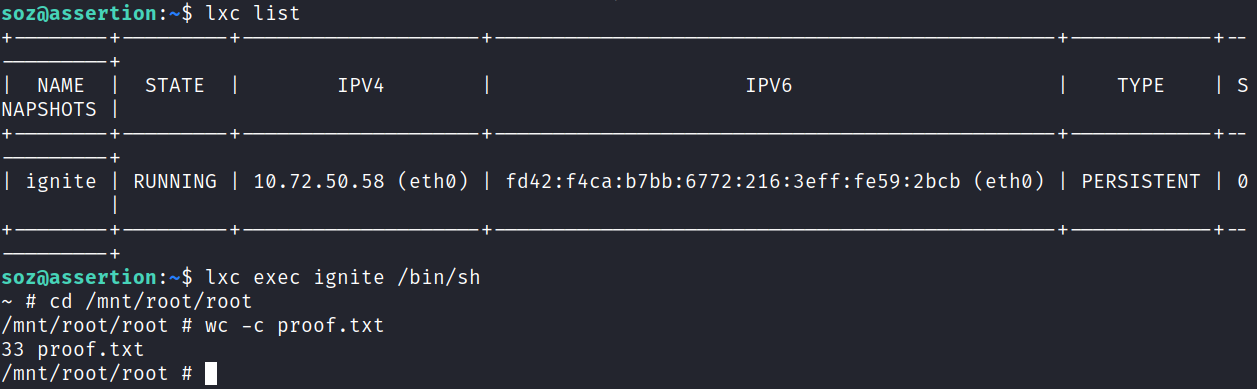 soz@assertion:~$ lxc list
+--------+---------+--------------------+-----------------------------------------------+------------+--
---------+
|  NAME  |  STATE  |        IPV4        |                     IPV6                      |    TYPE    | S
NAPSHOTS |
+--------+---------+--------------------+-----------------------------------------------+------------+--
---------+
| ignite | RUNNING | 10.72.50.58 (eth0) | fd42:f4ca:b7bb:6772:216:3eff:fe59:2bcb (eth0) | PERSISTENT | 0
         |
+--------+---------+--------------------+-----------------------------------------------+------------+--
---------+
soz@assertion:~$ lxc exec ignite /bin/sh
~ # cd /mnt/root/root
/mnt/root/root # wc -c proof.txt
33 proof.txt
/mnt/root/root #